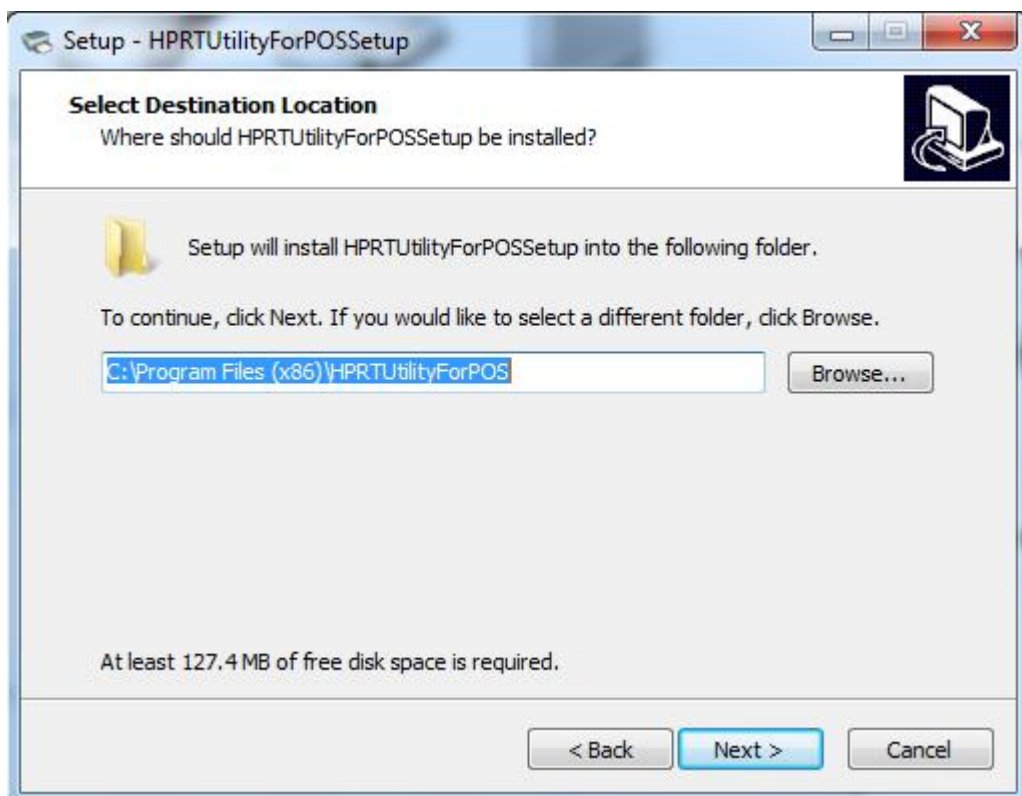 Setup - HPRTUtilityForPOSSetup
Select Destination Location
Where should HPRTUtilityForPOSSetup be installed?
Setup will install HPRTUtilityForPOSSetup into the following folder.
To continue, click Next. If you would like to select a different folder, click Browse.
C:\Program Files (x86)\HPRTUtilityForPOS
Browse...
At least 127.4 MB of free disk space is required.
< Back
Next >
Cancel